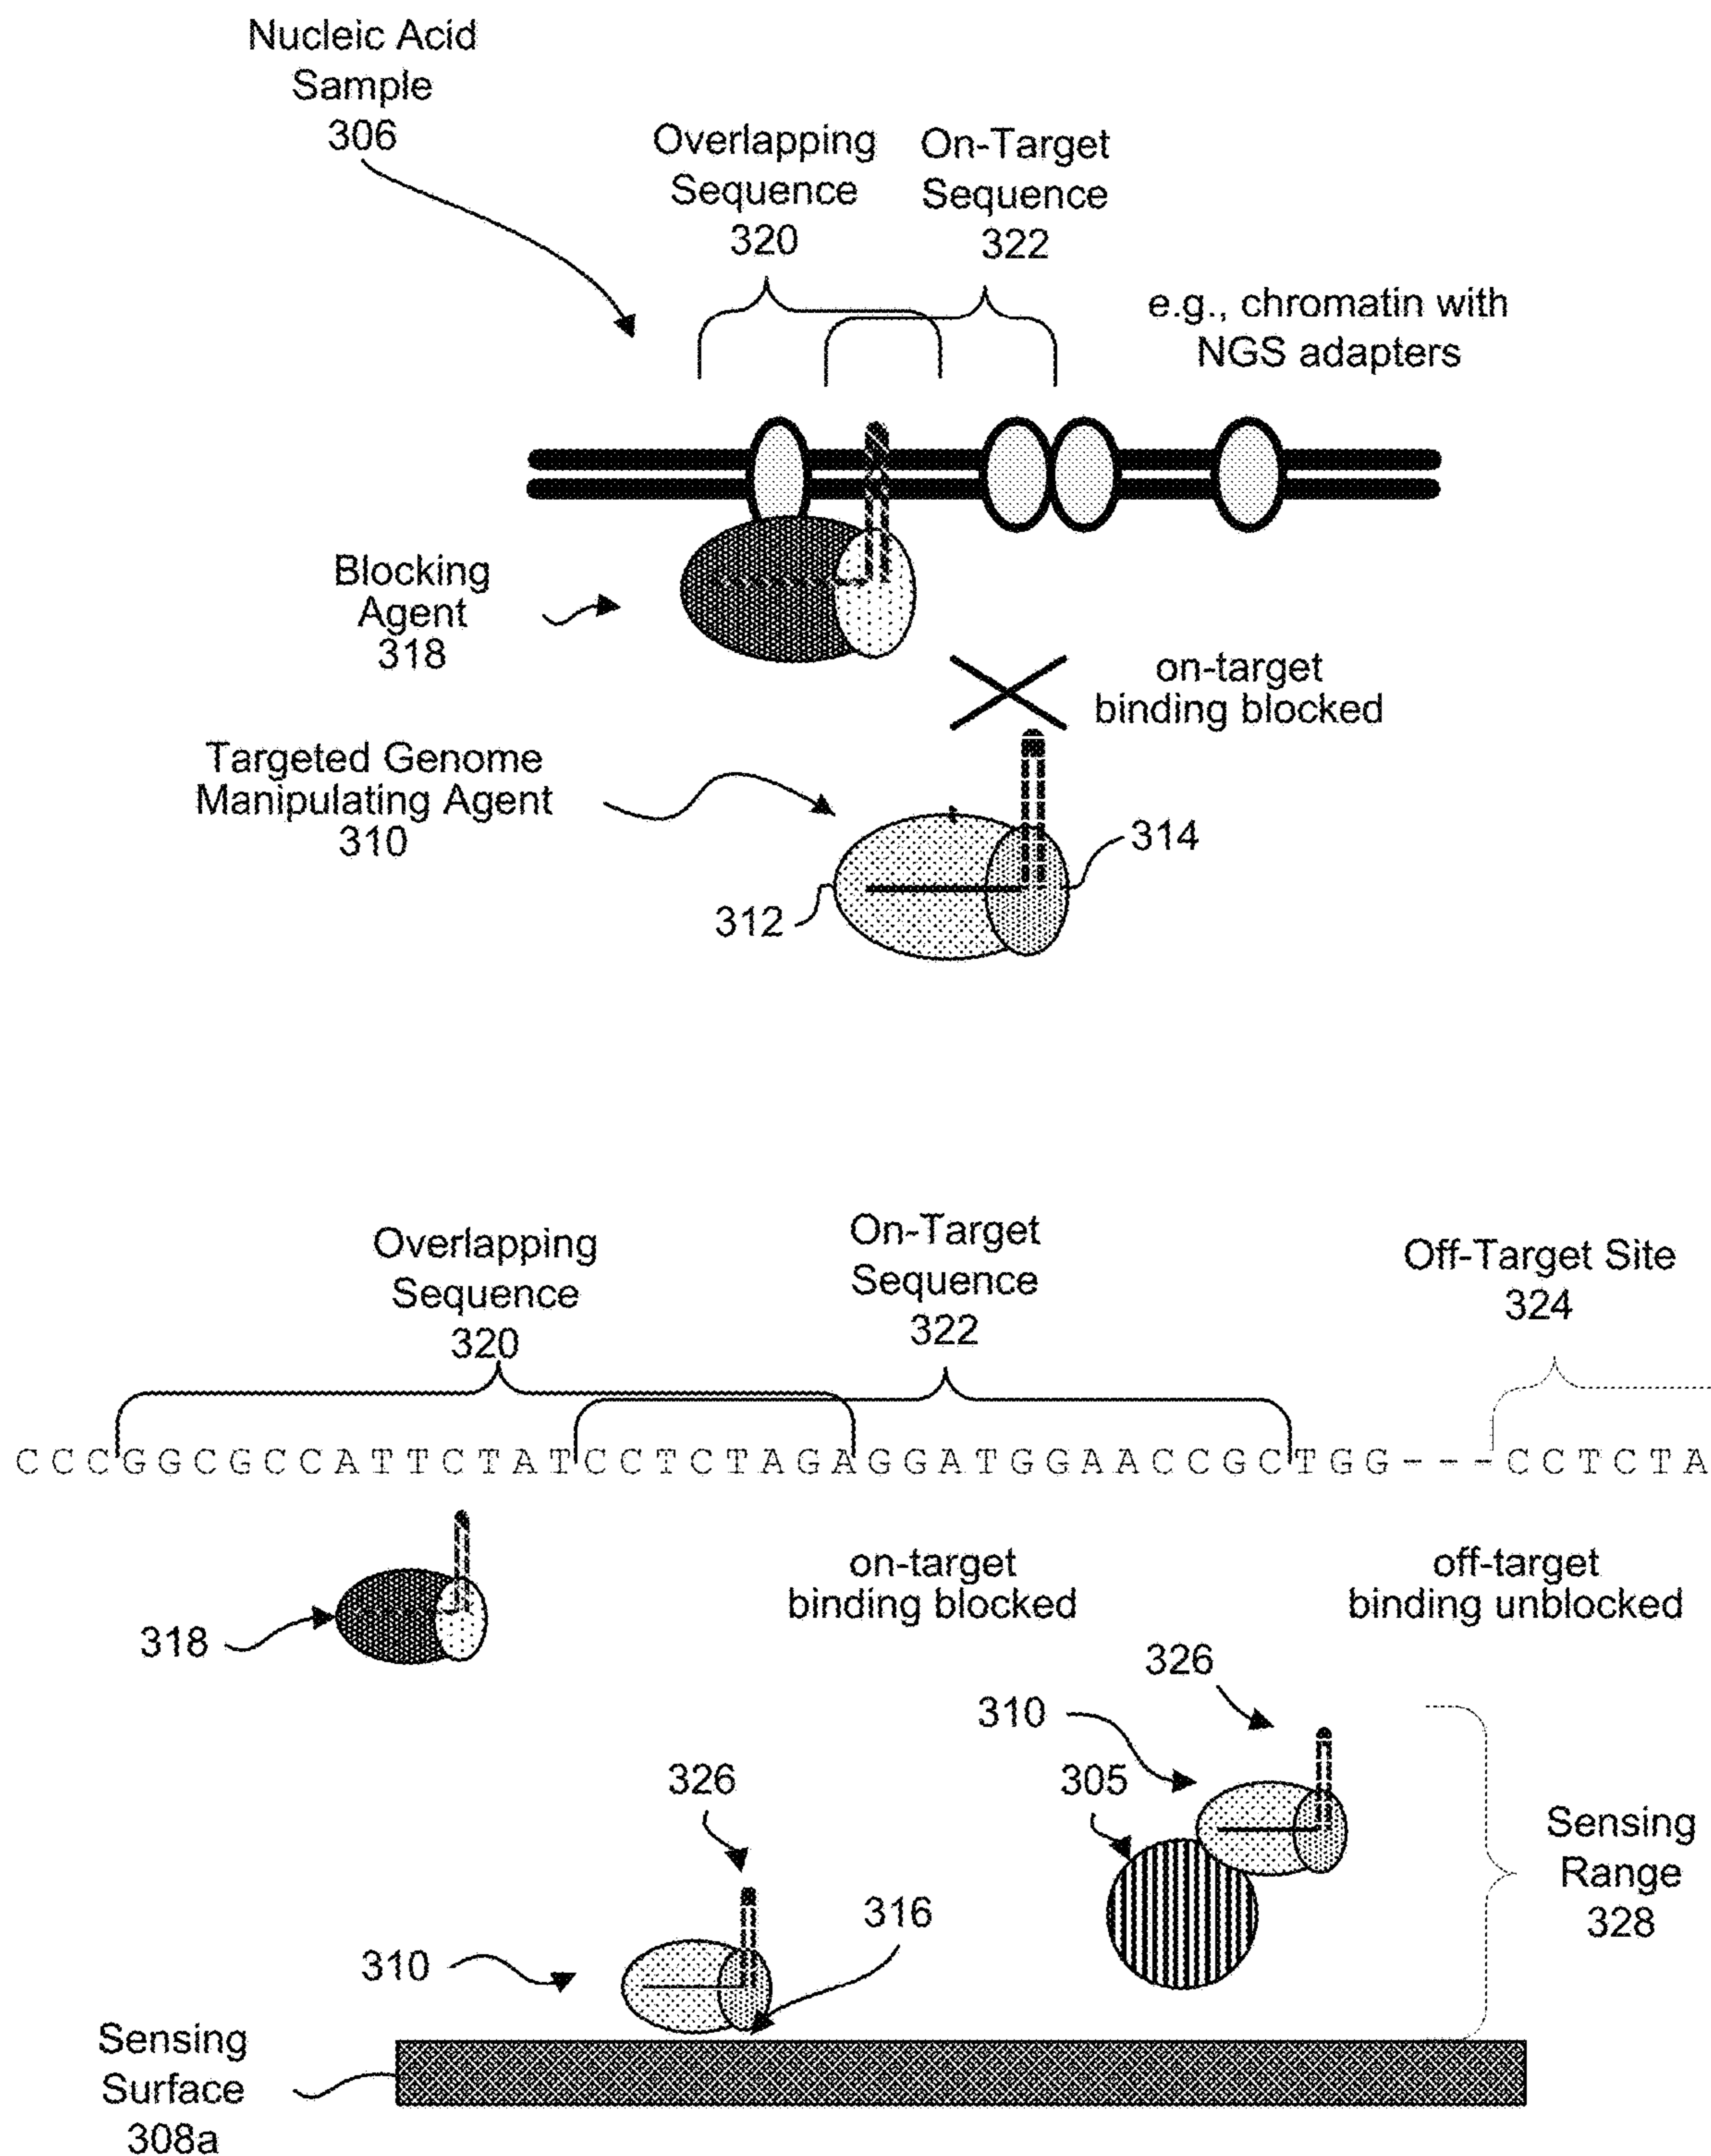 Nucleic Acid
Sample
306
Overlapping
Sequence
320
On-Target
Sequence
322
e.g., chromatin with
NGS adapters
Blocking
Agent
318
on-target
binding blocked
Targeted Genome
Manipulating Agent
310
314
312
Overlapping
Sequence
320
On-Target
Sequence
322
Off-Target Site
324
CCCGGCGCCATTCTATCCTCTAGAGGATGGAACCGCTGG---CCTCTA
on-target
binding blocked
off-target
binding unblocked
318
326
310
305
326
316
310
Sensing
Range
328
Sensing
Surface
308a